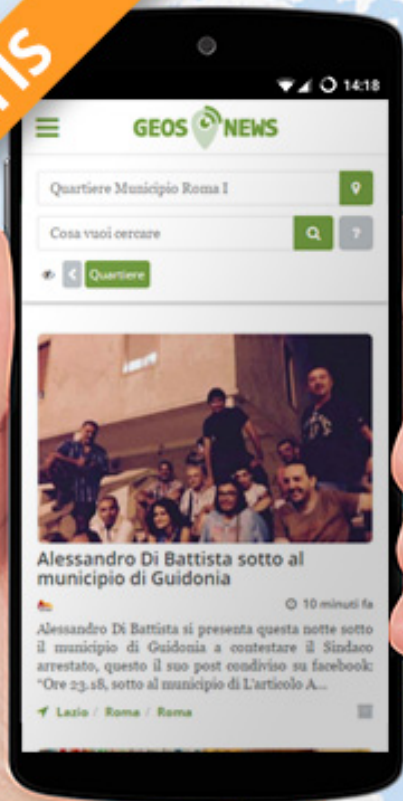 TIS
14:18
GEOS NEWS
Quartiere Municipio Roma I
Cosa vuoi cercare
?
Quartiere
Alessandro Di Battista sotto al
municipio di Guidonia
10 minuti fa
Alessandro Di Battista si presenta questa notte sotto
il municipio di Guidonia a contestare il Sindaco
arrestato, questo il suo post condiviso su facebook:
"Ore 23.18, sotto al municipio di L'articolo A...
Lazio / Roma / Roma